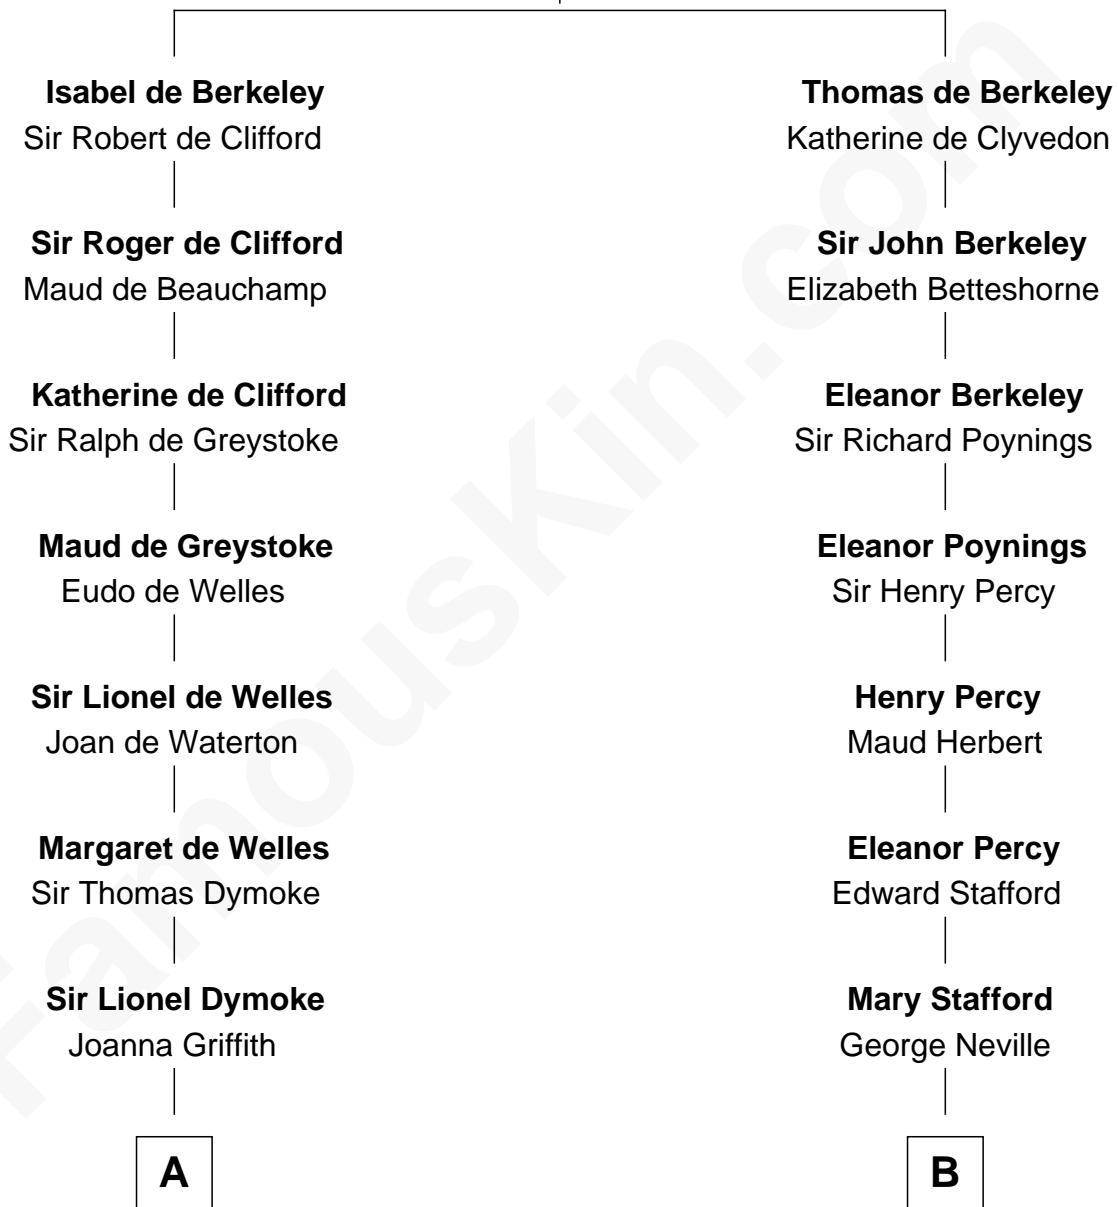 Isabel de Berkeley
Sir Robert de Clifford
Sir Roger de Clifford
Maud de Beauchamp
Katherine de Clifford
Sir Ralph de Greystoke
Maud de Greystoke
Eudo de Welles
Sir Lionel de Welles
Joan de Waterton
Margaret de Welles
Sir Thomas Dymoke
Sir Lionel Dymoke
Joanna Griffith
A
Thomas de Berkeley
Katherine de Clyvedon
Sir John Berkeley
Elizabeth Betteshorne
Eleanor Berkeley
Sir Richard Poynings
Eleanor Poynings
Sir Henry Percy
Henry Percy
Maud Herbert
Eleanor Percy
Edward Stafford
Mary Stafford
George Neville
B
FamousKin.com